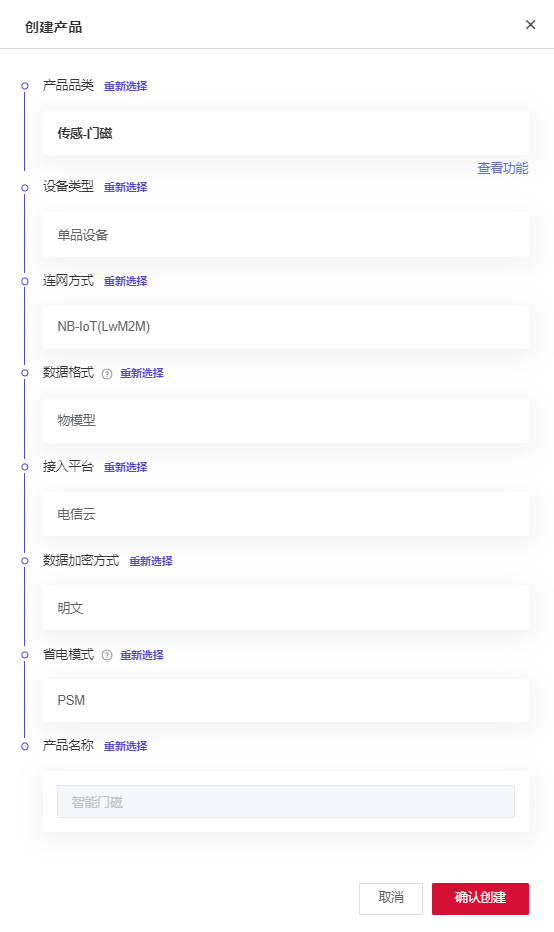 创建产品
产品品类 重新选择
传感-门磁
查看功能
设备类型 重新选择
单品设备
连网方式 重新选择
NB-IoT(LwM2M)
数据格式 ? 重新选择
物模型
接入平台 重新选择
电信云
数据加密方式 重新选择
明文
省电模式 ? 重新选择
PSM
产品名称 重新选择
智能门磁
取消 确认创建